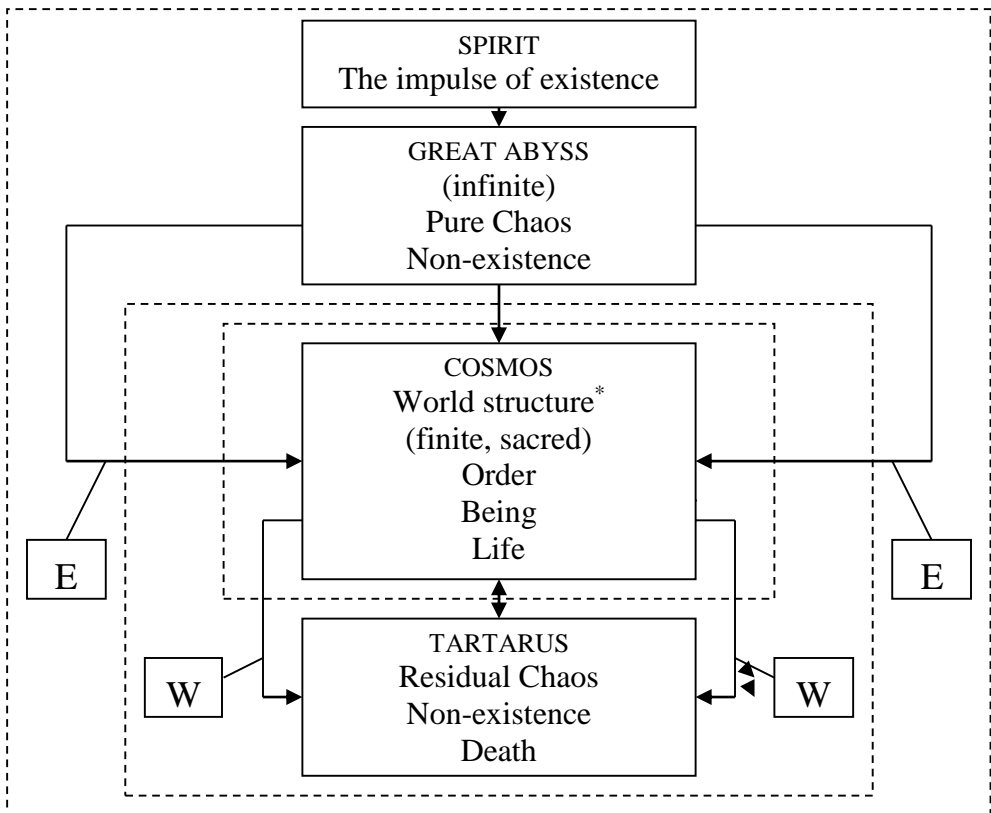 SPIRIT
The impulse of existence
GREAT ABYSS
(infinite)
Pure Chaos
Non-existence
COSMOS
World structure*
(finite, sacred)
Order
Being
Life
E
E
TARTARUS
Residual Chaos
Non-existence
Death
W
W